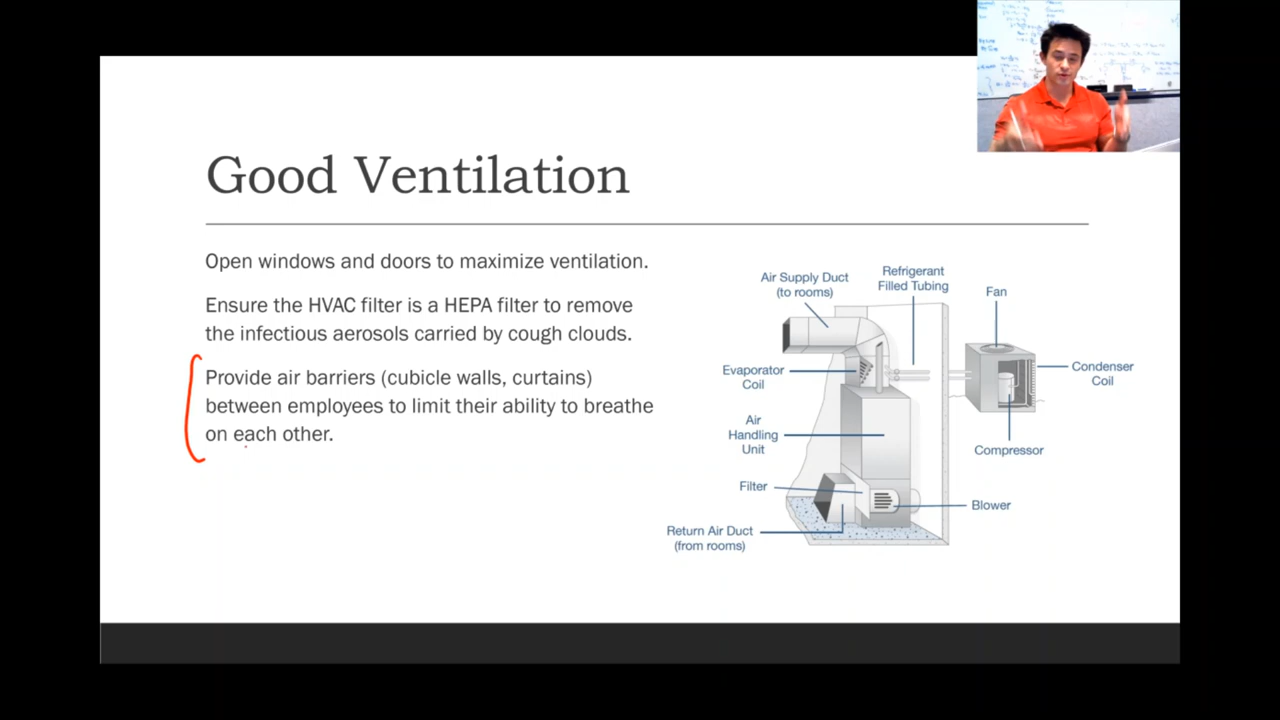 Good Ventilation
Open windows and doors to maximize ventilation.
Ensure the HVAC filter is a HEPA filter to remove
the infectious aerosols carried by cough clouds.
Provide air barriers (cubicle walls, curtains)
between employees to limit their ability to breathe
on each other.
Air Supply Duct
(to rooms)
Refrigerant
Filled Tubing
Fan
Evaporator
Coil
Condenser
Coil
Air
Handling
Unit
Compressor
Filter
Blower
Return Air Duct
(from rooms)